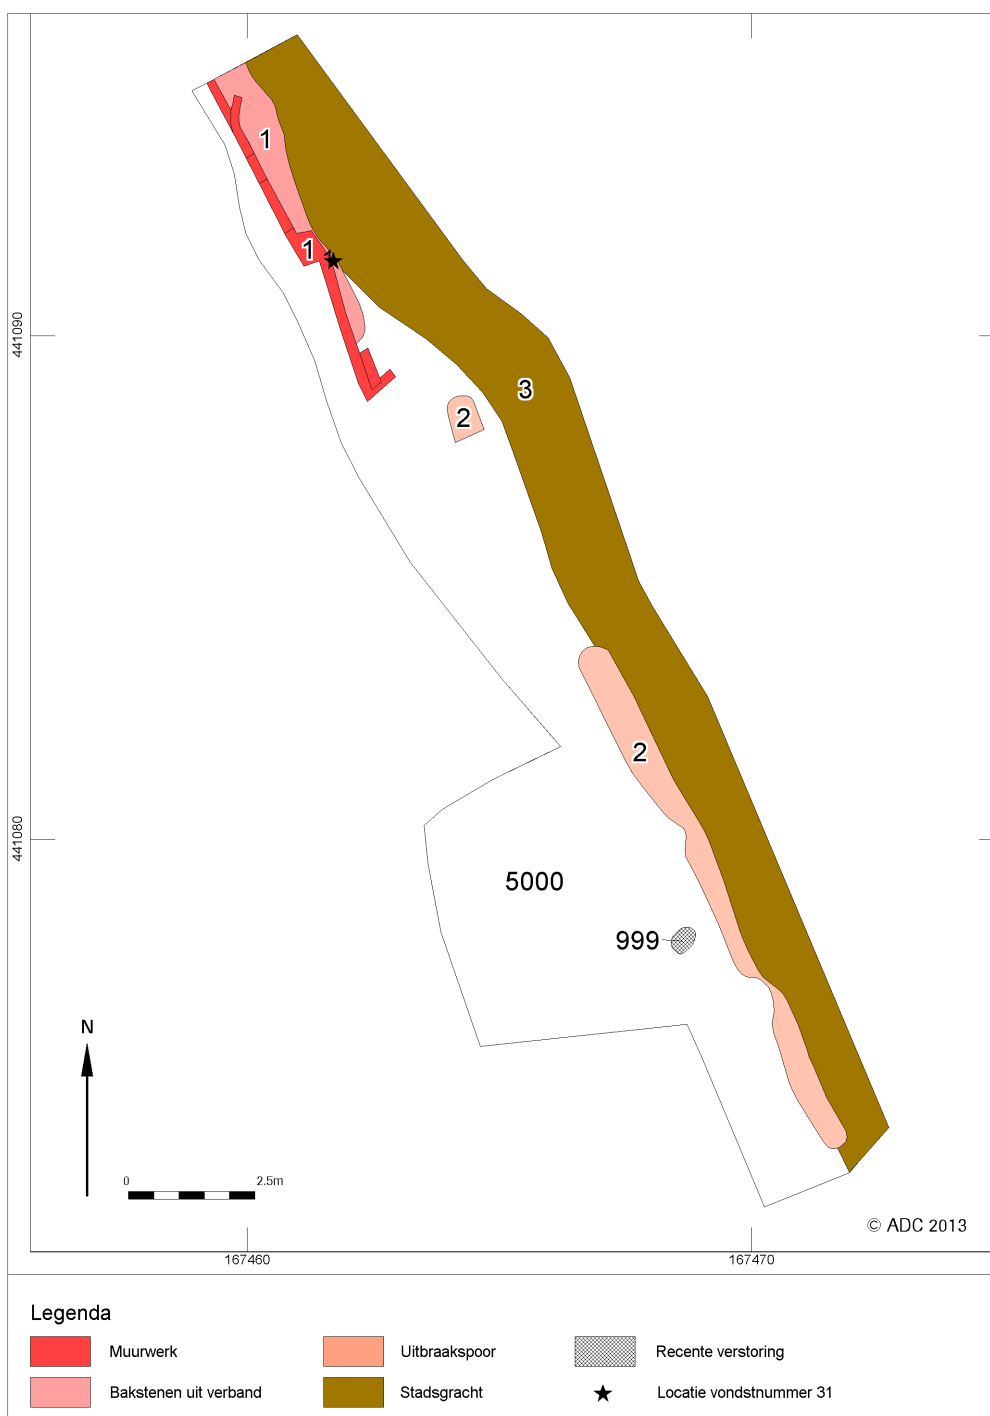 1
1
441090
3
2
2
441080
5000
999
N
0 2.5m
© ADC 2013
167460 167470
Legenda
Muurwerk Uitbraakspoor Recente verstoring
Bakstenen uit verband Stadsgracht Locatie vondstnummer 31